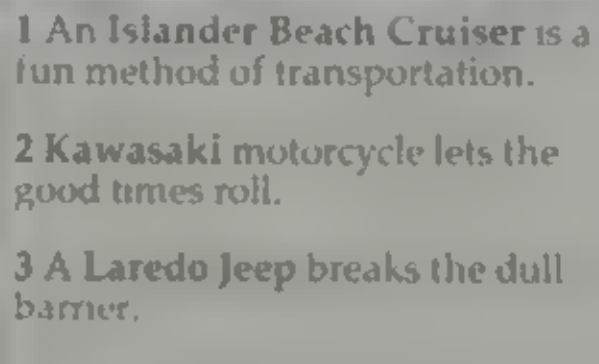 1 An Islander Beach Cruiser is a
fun method of transportation.
2 Kawasaki motorcycle lets the
good times roll.
3 A Laredo Jeep breaks the dull
barrier.